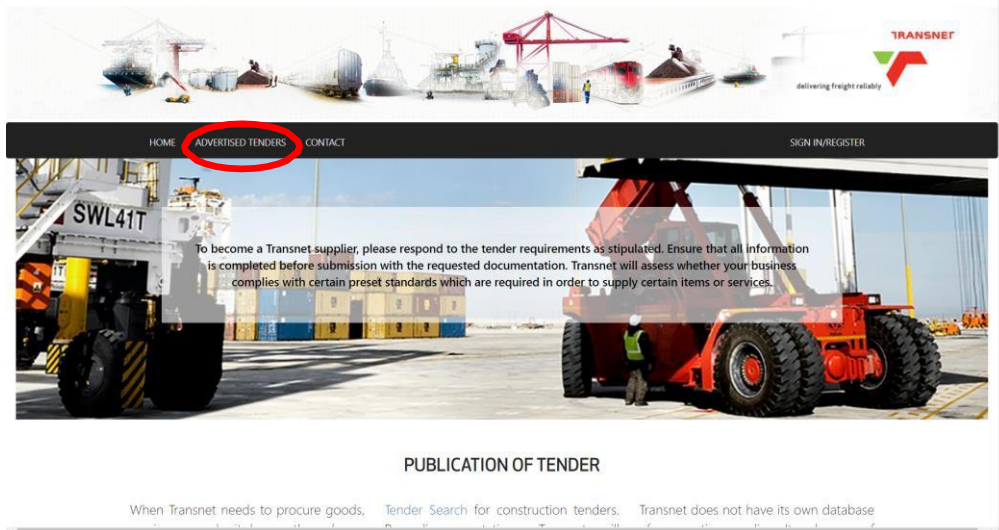 TRANSNET
delivering freight reliably
HOME ADVERTISED TENDERS CONTACT SIGN IN/REGISTER
SWL41T
To become a Transnet supplier, please respond to the tender requirements as stipulated. Ensure that all information
is completed before submission with the requested documentation. Transnet will assess whether your business
complies with certain preset standards which are required in order to supply certain items or services.
PUBLICATION OF TENDER
When Transnet needs to procure goods,
Tender Search for construction tenders.
Transnet does not have its own database